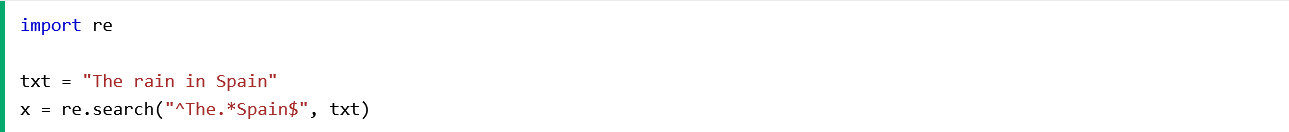 import re
txt = "The rain in Spain"
x = re.search("^The.*Spain$", txt)